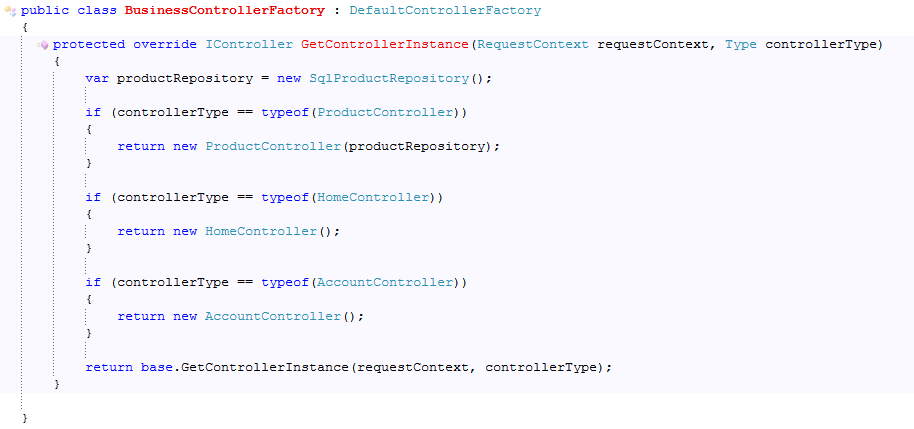 public class BusinessControllerFactory : DefaultControllerFactory
{
protected override IController GetControllerInstance(RequestContext requestContext, Type controllerType)
{
var productRepository = new SqlProductRepository();
if (controllerType == typeof(ProductController))
{
return new ProductController(productRepository);
}
if (controllerType == typeof(HomeController))
{
return new HomeController();
}
if (controllerType == typeof(AccountController))
{
return new AccountController();
}
return base.GetControllerInstance(requestContext, controllerType);
}
}